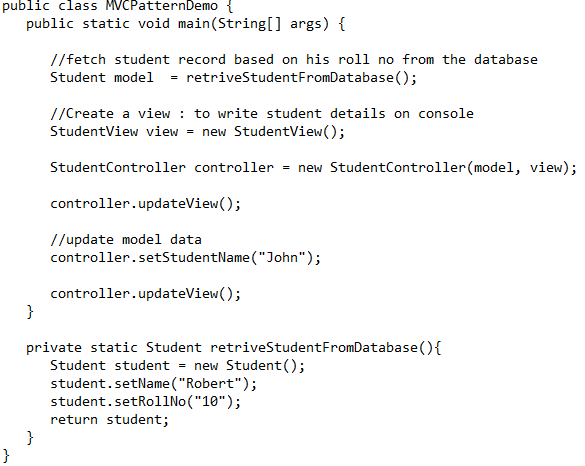 public class MVCPatternDemo {
   public static void main(String[] args) {

      //fetch student record based on his roll no from the database
      Student model  = retriveStudentFromDatabase();

      //Create a view : to write student details on console
      StudentView view = new StudentView();

      StudentController controller = new StudentController(model, view);

      controller.updateView();

      //update model data
      controller.setStudentName("John");

      controller.updateView();
   }

   private static Student retriveStudentFromDatabase(){
      Student student = new Student();
      student.setName("Robert");
      student.setRollNo("10");
      return student;
   }
}